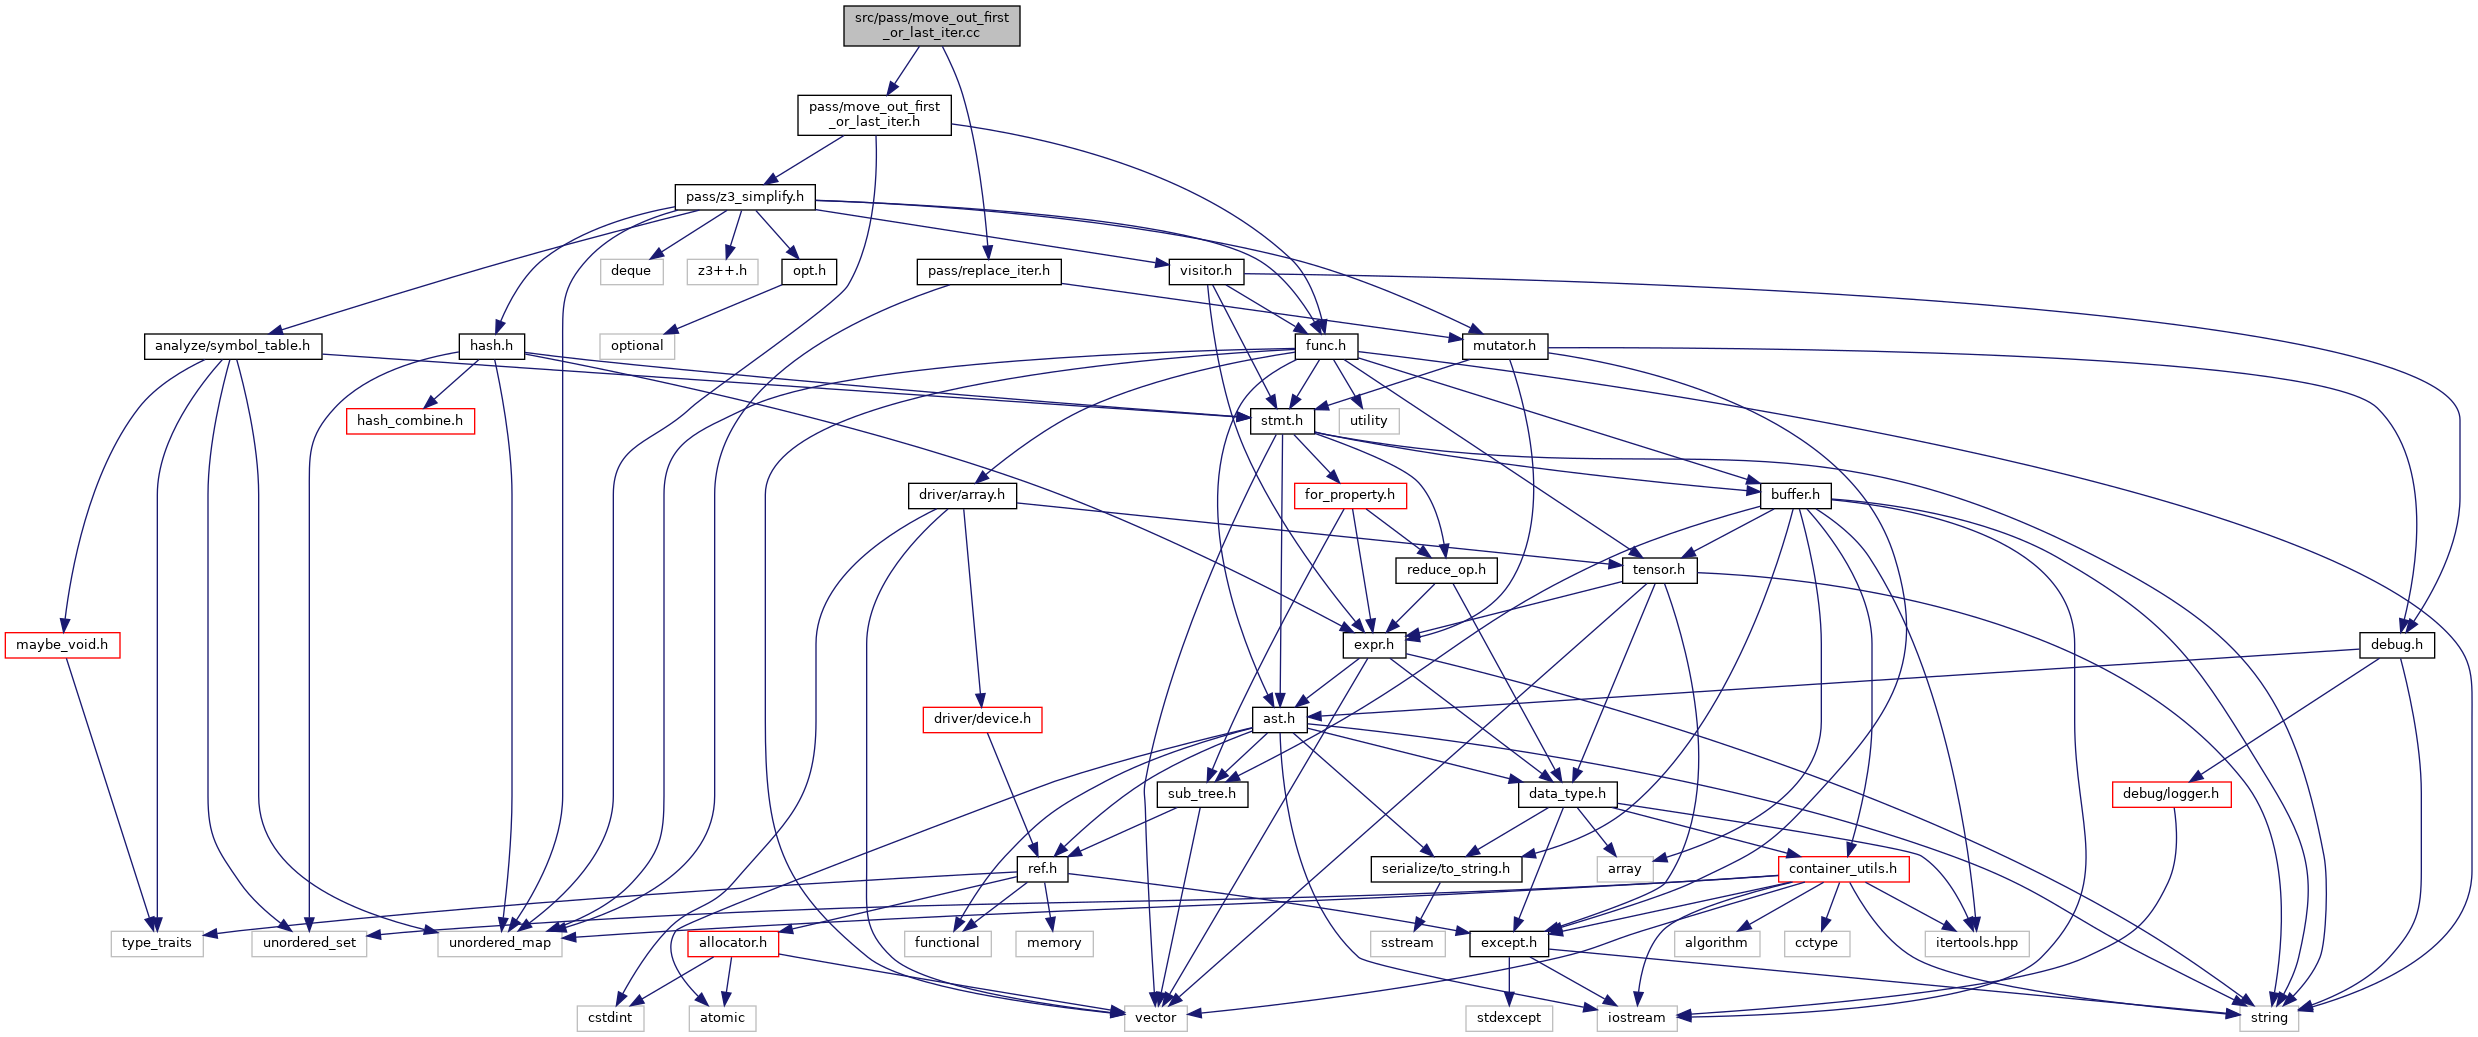 src/pass/move_out_first
_or_last_iter.cc
pass/move_out_first
_or_last_iter.h
pass/z3_simplify.h
deque
z3++.h
opt.h
pass/replace_iter.h
visitor.h
analyze/symbol_table.h
hash.h
optional
func.h
mutator.h
hash_combine.h
stmt.h
utility
driver/array.h
for_property.h
buffer.h
reduce_op.h
tensor.h
maybe_void.h
expr.h
debug.h
driver/device.h
ast.h
sub_tree.h
data_type.h
debug/logger.h
ref.h
serialize/to_string.h
array
container_utils.h
type_traits
unordered_set
unordered_map
allocator.h
functional
memory
sstream
except.h
algorithm
cctype
itertools.hpp
cstdint
atomic
vector
stdexcept
iostream
string